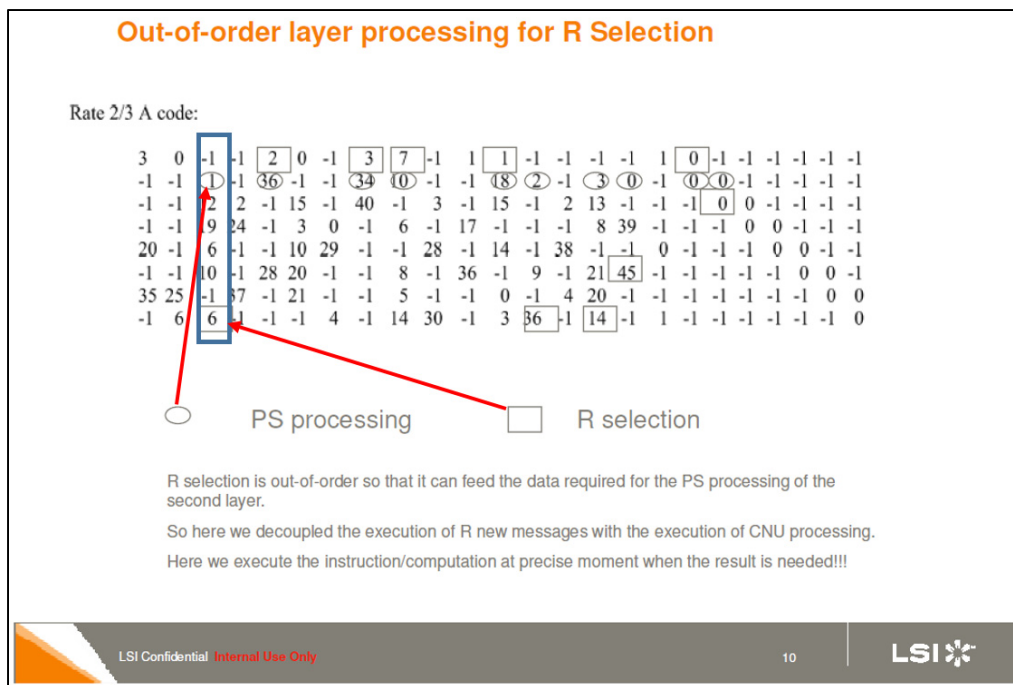 Out-of-order layer processing for R Selection
Rate 2/3 A code:
3 0 -1 -1 2 0 -1 3 7 -1 1 1 -1 -1 -1 -1 1 0 -1 -1 -1 -1 -1 -1
-1 -1 1 -1 36 -1 -1 34 10 -1 -1 18 2 -1 3 0 -1 0 0 -1 -1 -1 -1 -1
-1 -1 12 2 -1 15 -1 40 -1 3 -1 15 -1 2 13 -1 -1 -1 0 0 -1 -1 -1 -1
-1 -1 19 24 -1 3 0 -1 6 -1 17 -1 -1 -1 8 39 -1 -1 -1 0 0 -1 -1 -1
20 -1 6 -1 -1 10 29 -1 -1 28 -1 14 -1 38 -1 -1 0 -1 -1 -1 0 0 -1 -1
-1 -1 10 -1 28 20 -1 -1 8 -1 36 -1 9 -1 21 45 -1 -1 -1 -1 -1 0 0 -1
35 25 -1 37 -1 21 -1 -1 5 -1 -1 0 -1 4 20 -1 -1 -1 -1 -1 -1 -1 0 0
-1 6 6 -1 -1 -1 4 -1 14 30 -1 3 36 -1 14 -1 1 -1 -1 -1 -1 -1 -1 0
PS processing
R selection
R selection is out-of-order so that it can feed the data required for the PS processing of the
second layer.
So here we decoupled the execution of R new messages with the execution of CNU processing.
Here we execute the instruction/computation at precise moment when the result is needed!!!
LSI Confidential Internal Use Only
10
LSI